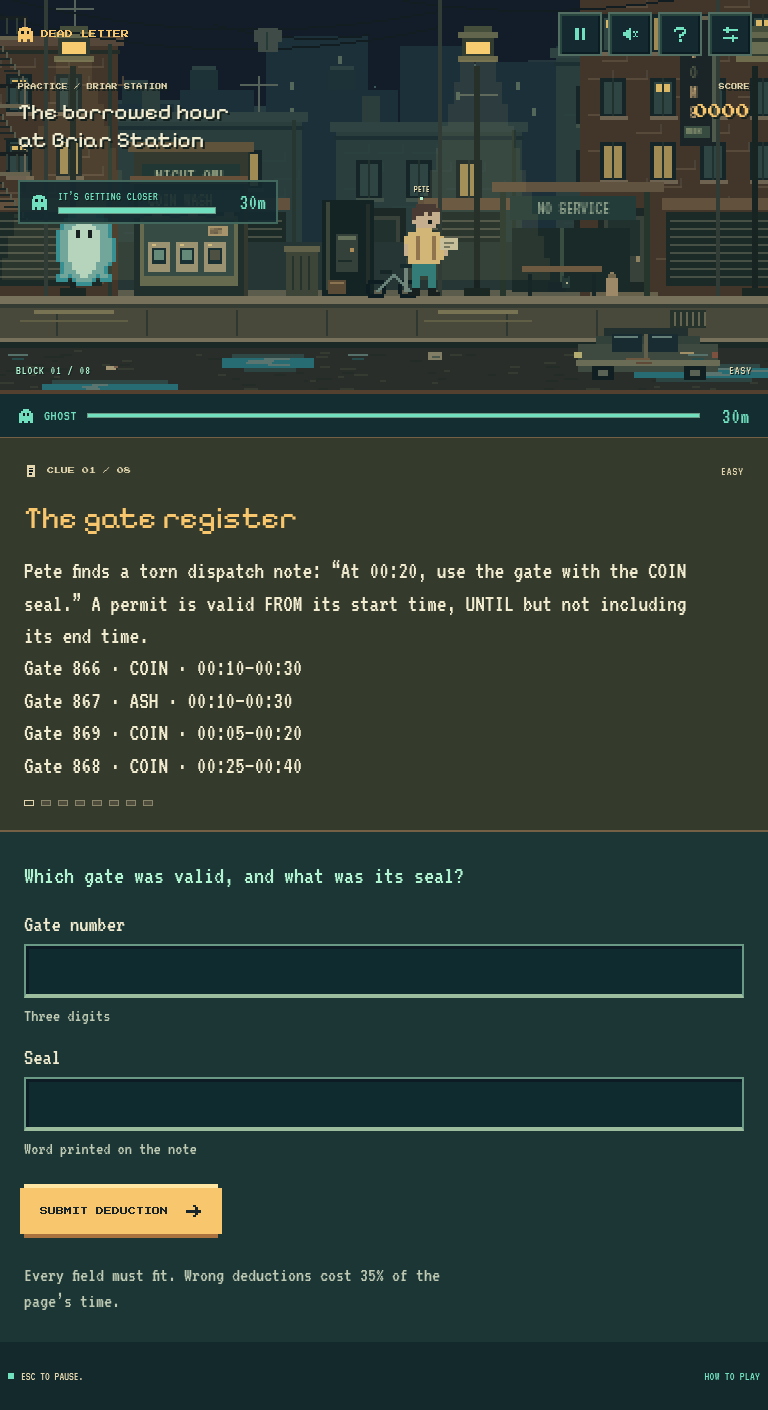 DEAD LETTER
PRACTICE / BRIAR STATION
SCORE
The borrowed hour
at Briar Station
0000
NIGHT OWL
IT'S GETTING CLOSER
30m
PETE
NO SERVICE
BLOCK 01 / 08
EASY
GHOST
30m
CLUE 01 / 08
EASY
The gate register
Pete finds a torn dispatch note: “At 00:20, use the gate with the COIN
seal.” A permit is valid FROM its start time, UNTIL but not including
its end time.
Gate 866 · COIN · 00:10–00:30
Gate 867 · ASH · 00:10–00:30
Gate 869 · COIN · 00:05–00:20
Gate 868 · COIN · 00:25–00:40
Which gate was valid, and what was its seal?
Gate number
Three digits
Seal
Word printed on the note
SUBMIT DEDUCTION
Every field must fit. Wrong deductions cost 35% of the
page’s time.
ESC TO PAUSE.
HOW TO PLAY